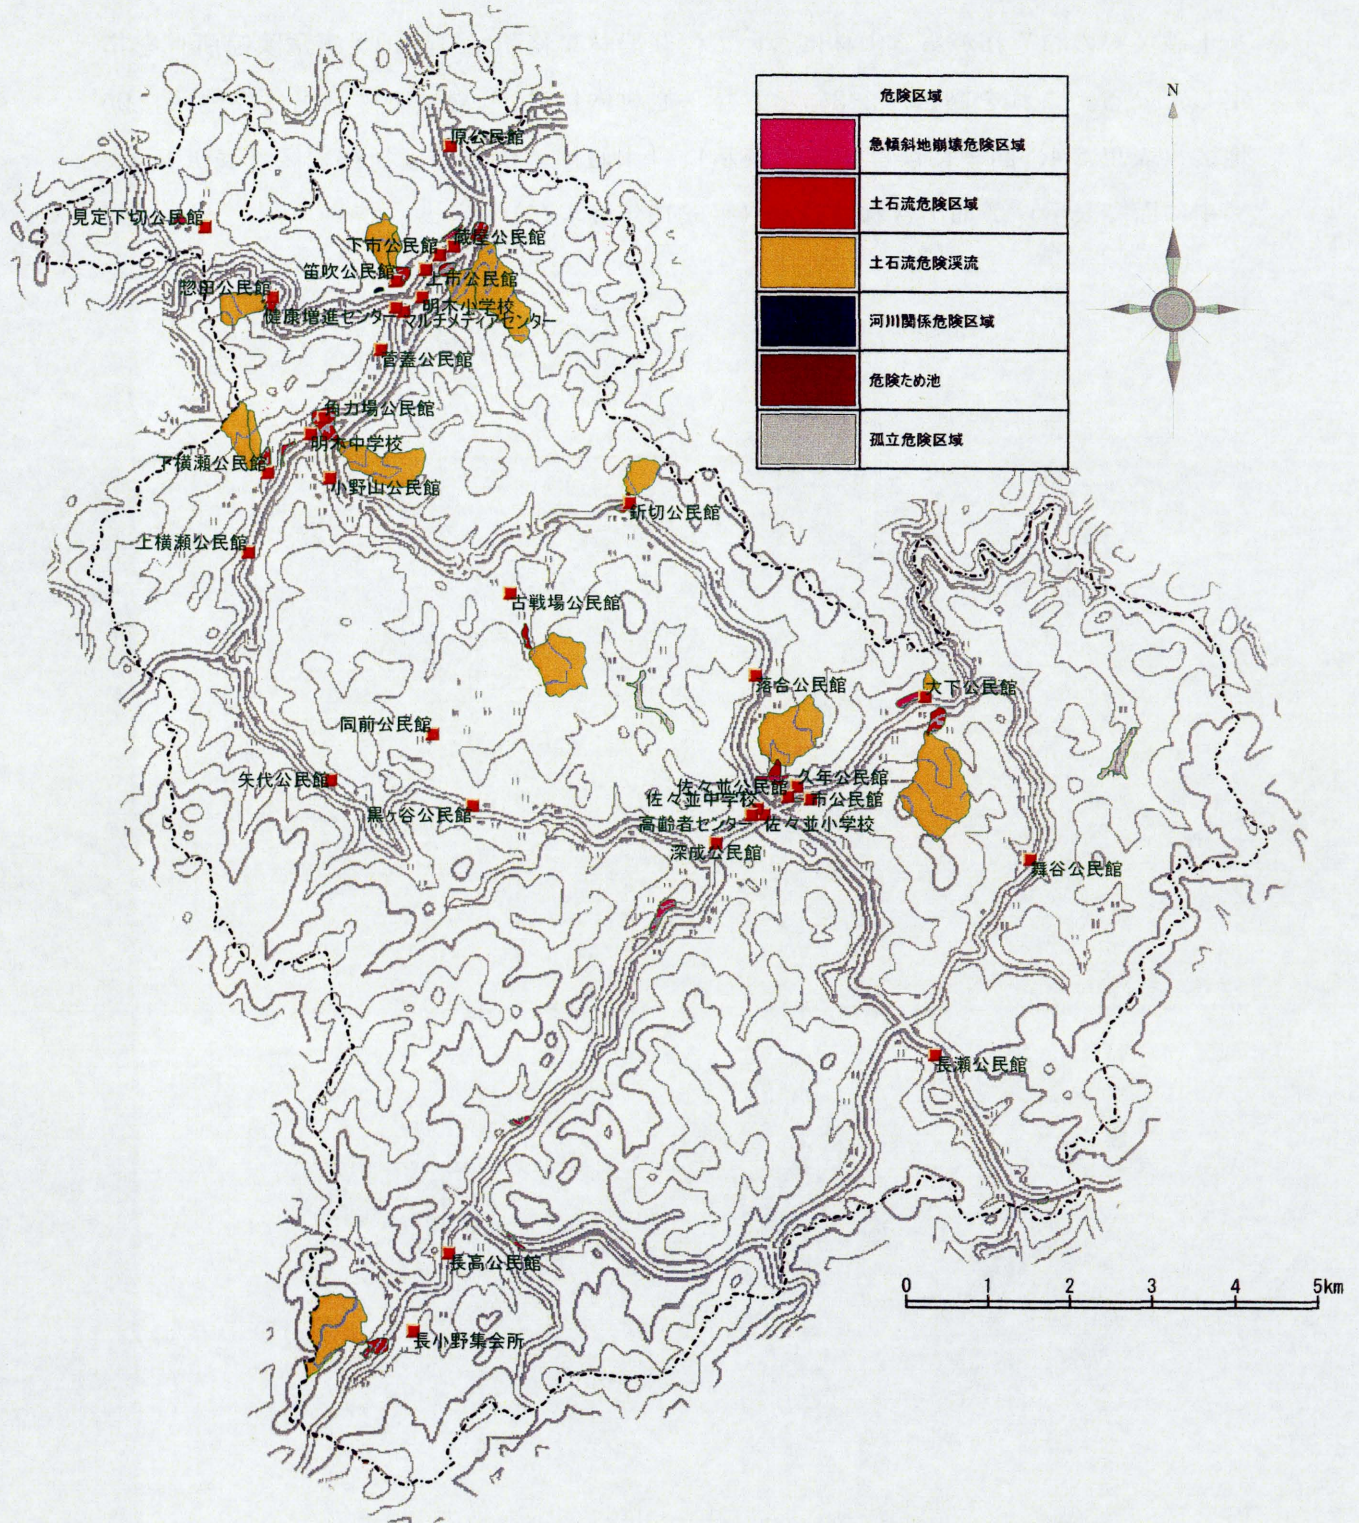 危険区域
急傾斜地崩壊危険区域
土石流危険区域
土石流危険渓流
河川関係危険区域
危険ため池
孤立危険区域
N
原公民館
見定下切公民館
蔵屋公民館
下市公民館
笛吹公民館
上市公民館
惣田公民館
明木小学校
健康増進センター
マルチメディアセンター
菅蓋公民館
角力場公民館
明木中学校
下横瀬公民館
小野山公民館
釿切公民館
上横瀬公民館
古戦場公民館
落合公民館
大下公民館
同前公民館
矢代公民館
久年公民館
佐々並公民館
佐々並中学校
市公民館
黒ヶ谷公民館
高齢者センター
佐々並小学校
深成公民館
舞谷公民館
長瀬公民館
長高公民館
長小野集会所
0 1 2 3 4 5km